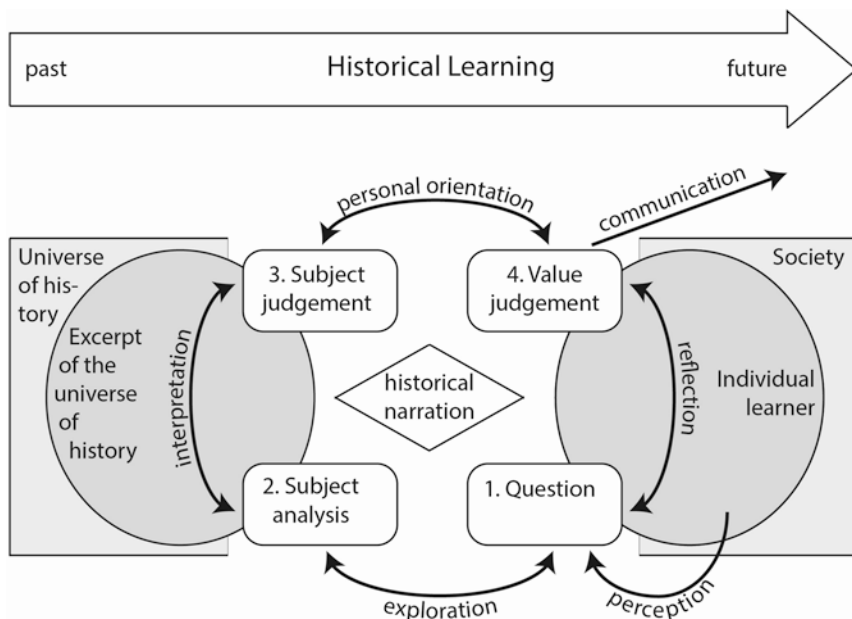 past
Historical Learning
future
personal orientation
communication
Universe
of his-
tory
3. Subject
judgement
4. Value
judgement
Society
Excerpt
of the
universe
of
history
interpretation
historical
narration
reflection
Individual
learner
2. Subject
analysis
1. Question
exploration
perception